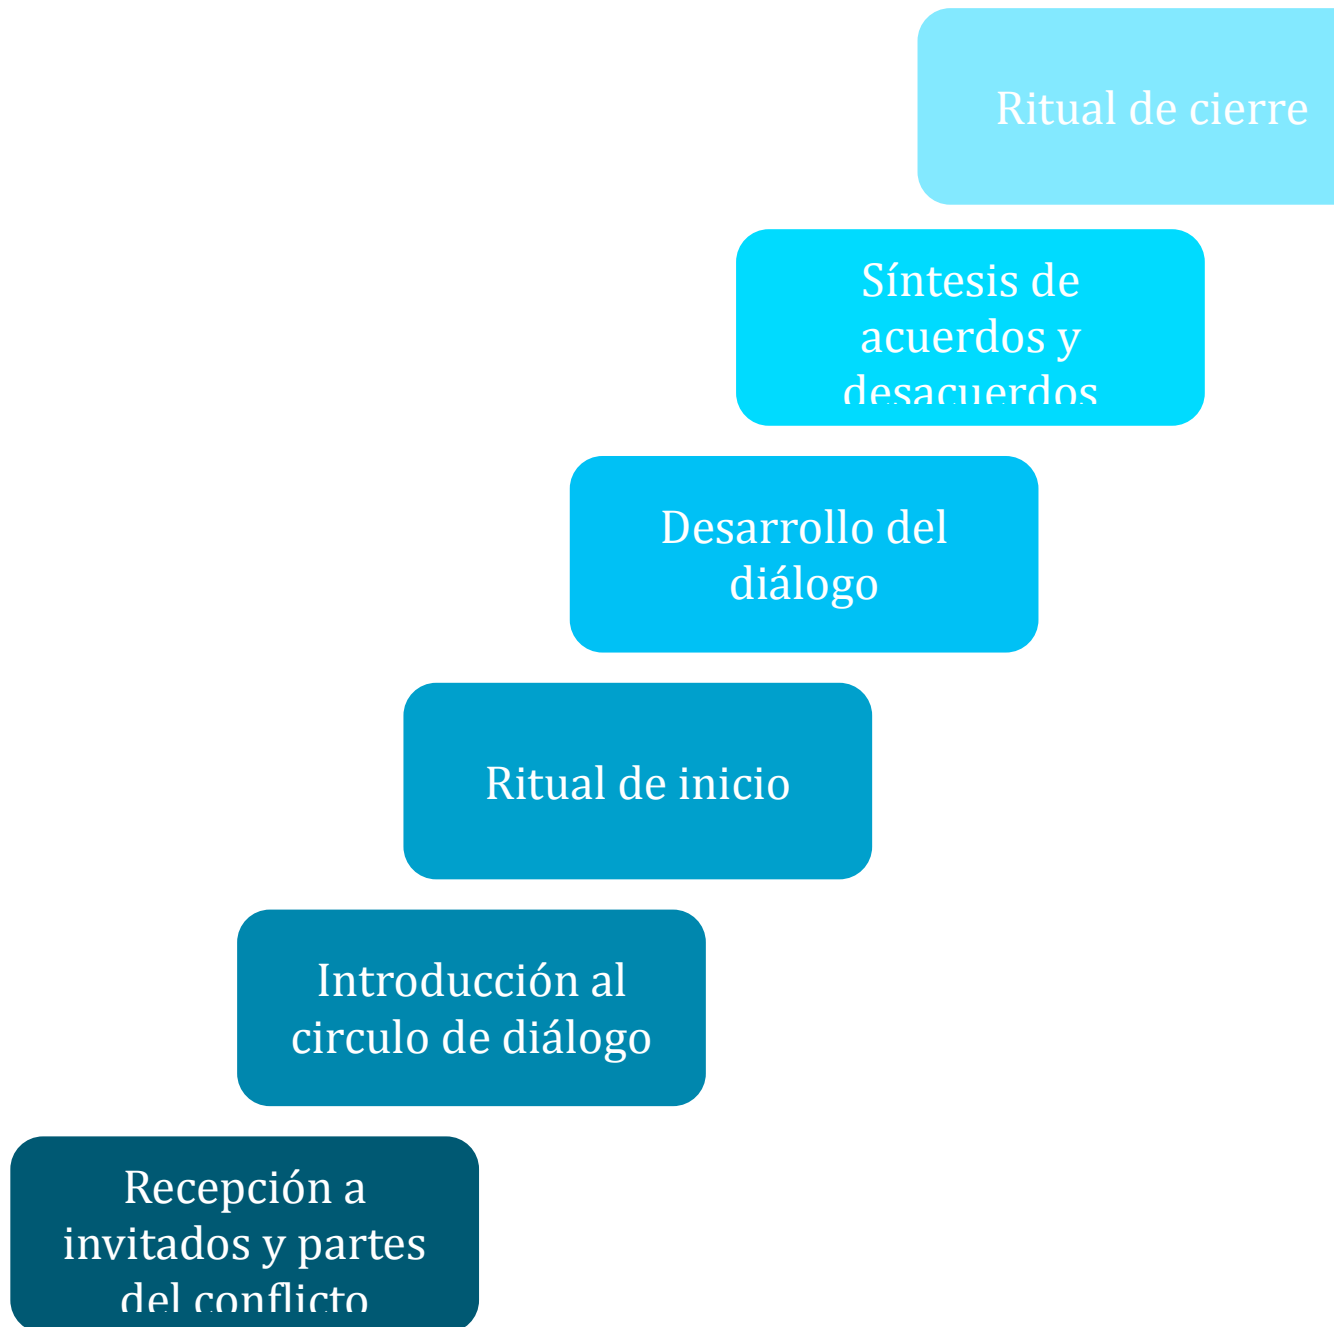 Ritual de cierre
Síntesis de
acuerdos y
desacuerdos
Desarrollo del
diálogo
Ritual de inicio
Introducción al
circulo de diálogo
Recepción a
invitados y partes
del conflicto